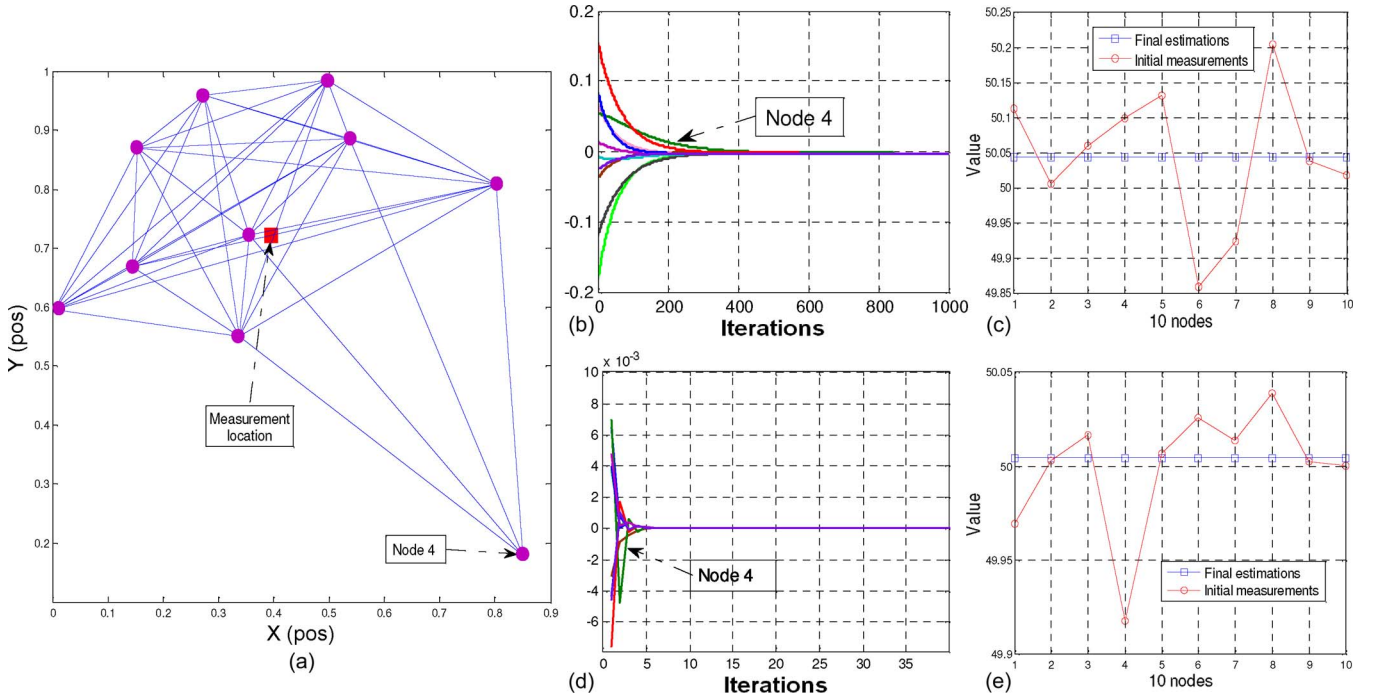 1
0.9
0.8
0.7
0.6
0.5
0.4
0.3
0.2
Y (pos)
0 0.1 0.2 0.3 0.4 0.5 0.6 0.7 0.8 0.9
X (pos)
(a)
Measurement
location
Node 4
0.2
0.1
0
-0.1
-0.2
Node 4
0 200 400 600 800 1000
(b)
Iterations
50.25
50.2
50.15
50.1
50.05
50
49.95
49.9
49.85
Value
Final estimations
Initial measurements
1 2 3 4 5 6 7 8 9 10
(c)
10 nodes
x 10-3
10
8
6
4
2
0
-2
-4
-6
Node 4
0 5 10 15 20 25 30 35
(d)
Iterations
50.05
50
49.95
49.9
Value
Final estimations
Initial measurements
1 2 3 4 5 6 7 8 9 10
(e)
10 nodes